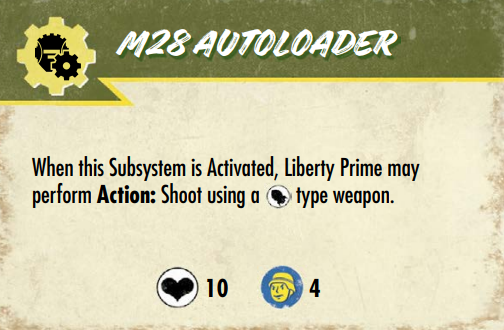 M28 AUTOLOADER
When this Subsystem is Activated, Liberty Prime may
perform Action: Shoot using a type weapon.
10 4